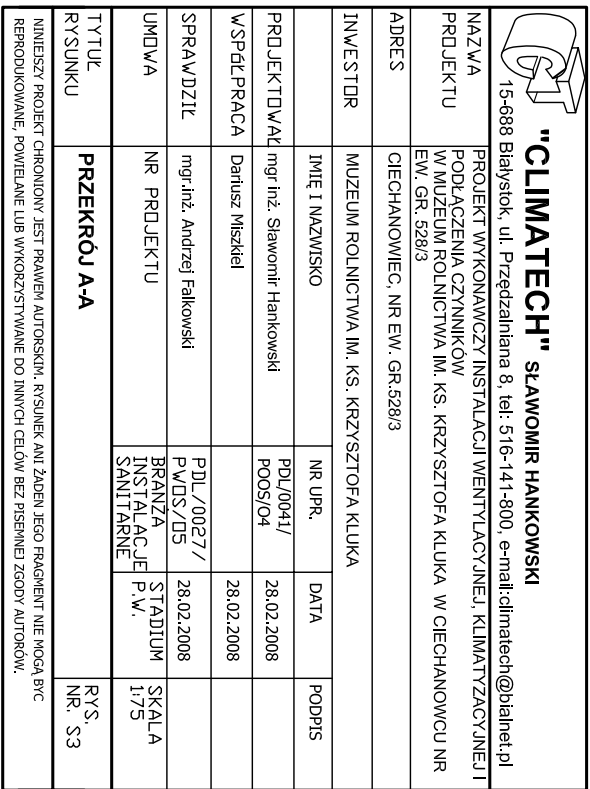 "CLIMATECH" SŁAWOMIR HANKOWSKI
15-688 Białystok, ul. Przędzalniana 8, tel: 516-141-800, e-mail:climatech@bialnet.pl
NAZWA
PROJEKTU
PROJEKT WYKONAWCZY INSTALACJI WENTYLACYJNEJ, KLIMATYZACYJNEJ I
PODŁĄCZENIA CZYNNIKÓW
W MUZEUM ROLNICTWA IM. KS. KRZYSZTOFA KLUKA W CIECHANOWCU NR
EW. GR. 528/3
ADRES
CIECHANOWIEC, NR EW. GR.528/3
INWESTOR
MUZEUM ROLNICTWA IM. KS. KRZYSZTOFA KLUKA
IMIĘ I NAZWISKO
NR UPR.
DATA
PODPIS
PROJEKTOWAŁ
mgr inż. Sławomir Hankowski
PDL/0041/
POOS/O4
28.02.2008
WSPÓŁPRACA
Dariusz Miszkiel
28.02.2008
SPRAWDZIŁ
mgr.inż. Andrzej Falkowski
PDL/0027/
PWOS/05
28.02.2008
UMOWA
NR PROJEKTU
BRANŻA
INSTALACJE
SANITARNE
STADIUM
P.W.
SKALA
1:75
TYTUŁ
RYSUNKU
PRZEKRÓJ A-A
RYS.
NR. S3
NINIEJSZY PROJEKT CHRONIONY JEST PRAWEM AUTORSKIM. RYSUNEK ANI ŻADEN JEGO FRAGMENT NIE MOGĄ BYC
REPRODUKOWANE, POWIELANE LUB WYKORZYSTYWANE DO INNYCH CELÓW BEZ PISEMNEJ ZGODY AUTORÓW.